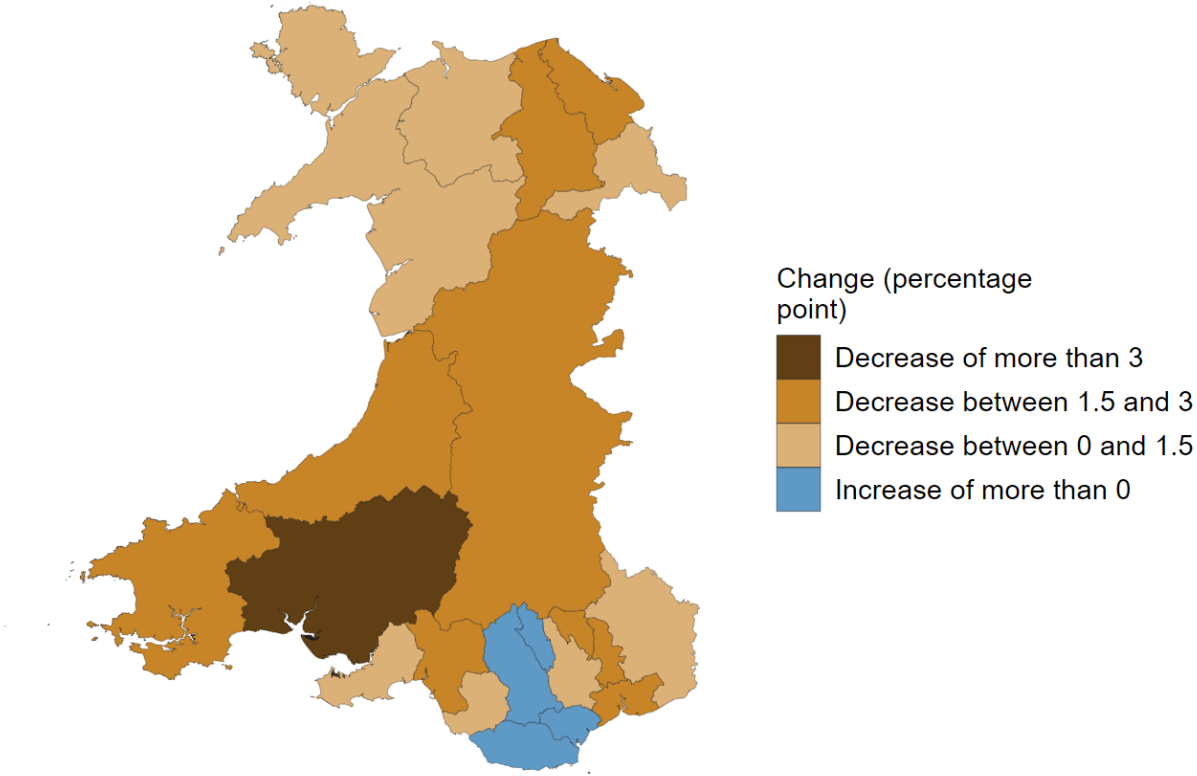 Change (percentage
point)
Decrease of more than 3
Decrease between 1.5 and 3
Decrease between 0 and 1.5
Increase of more than 0